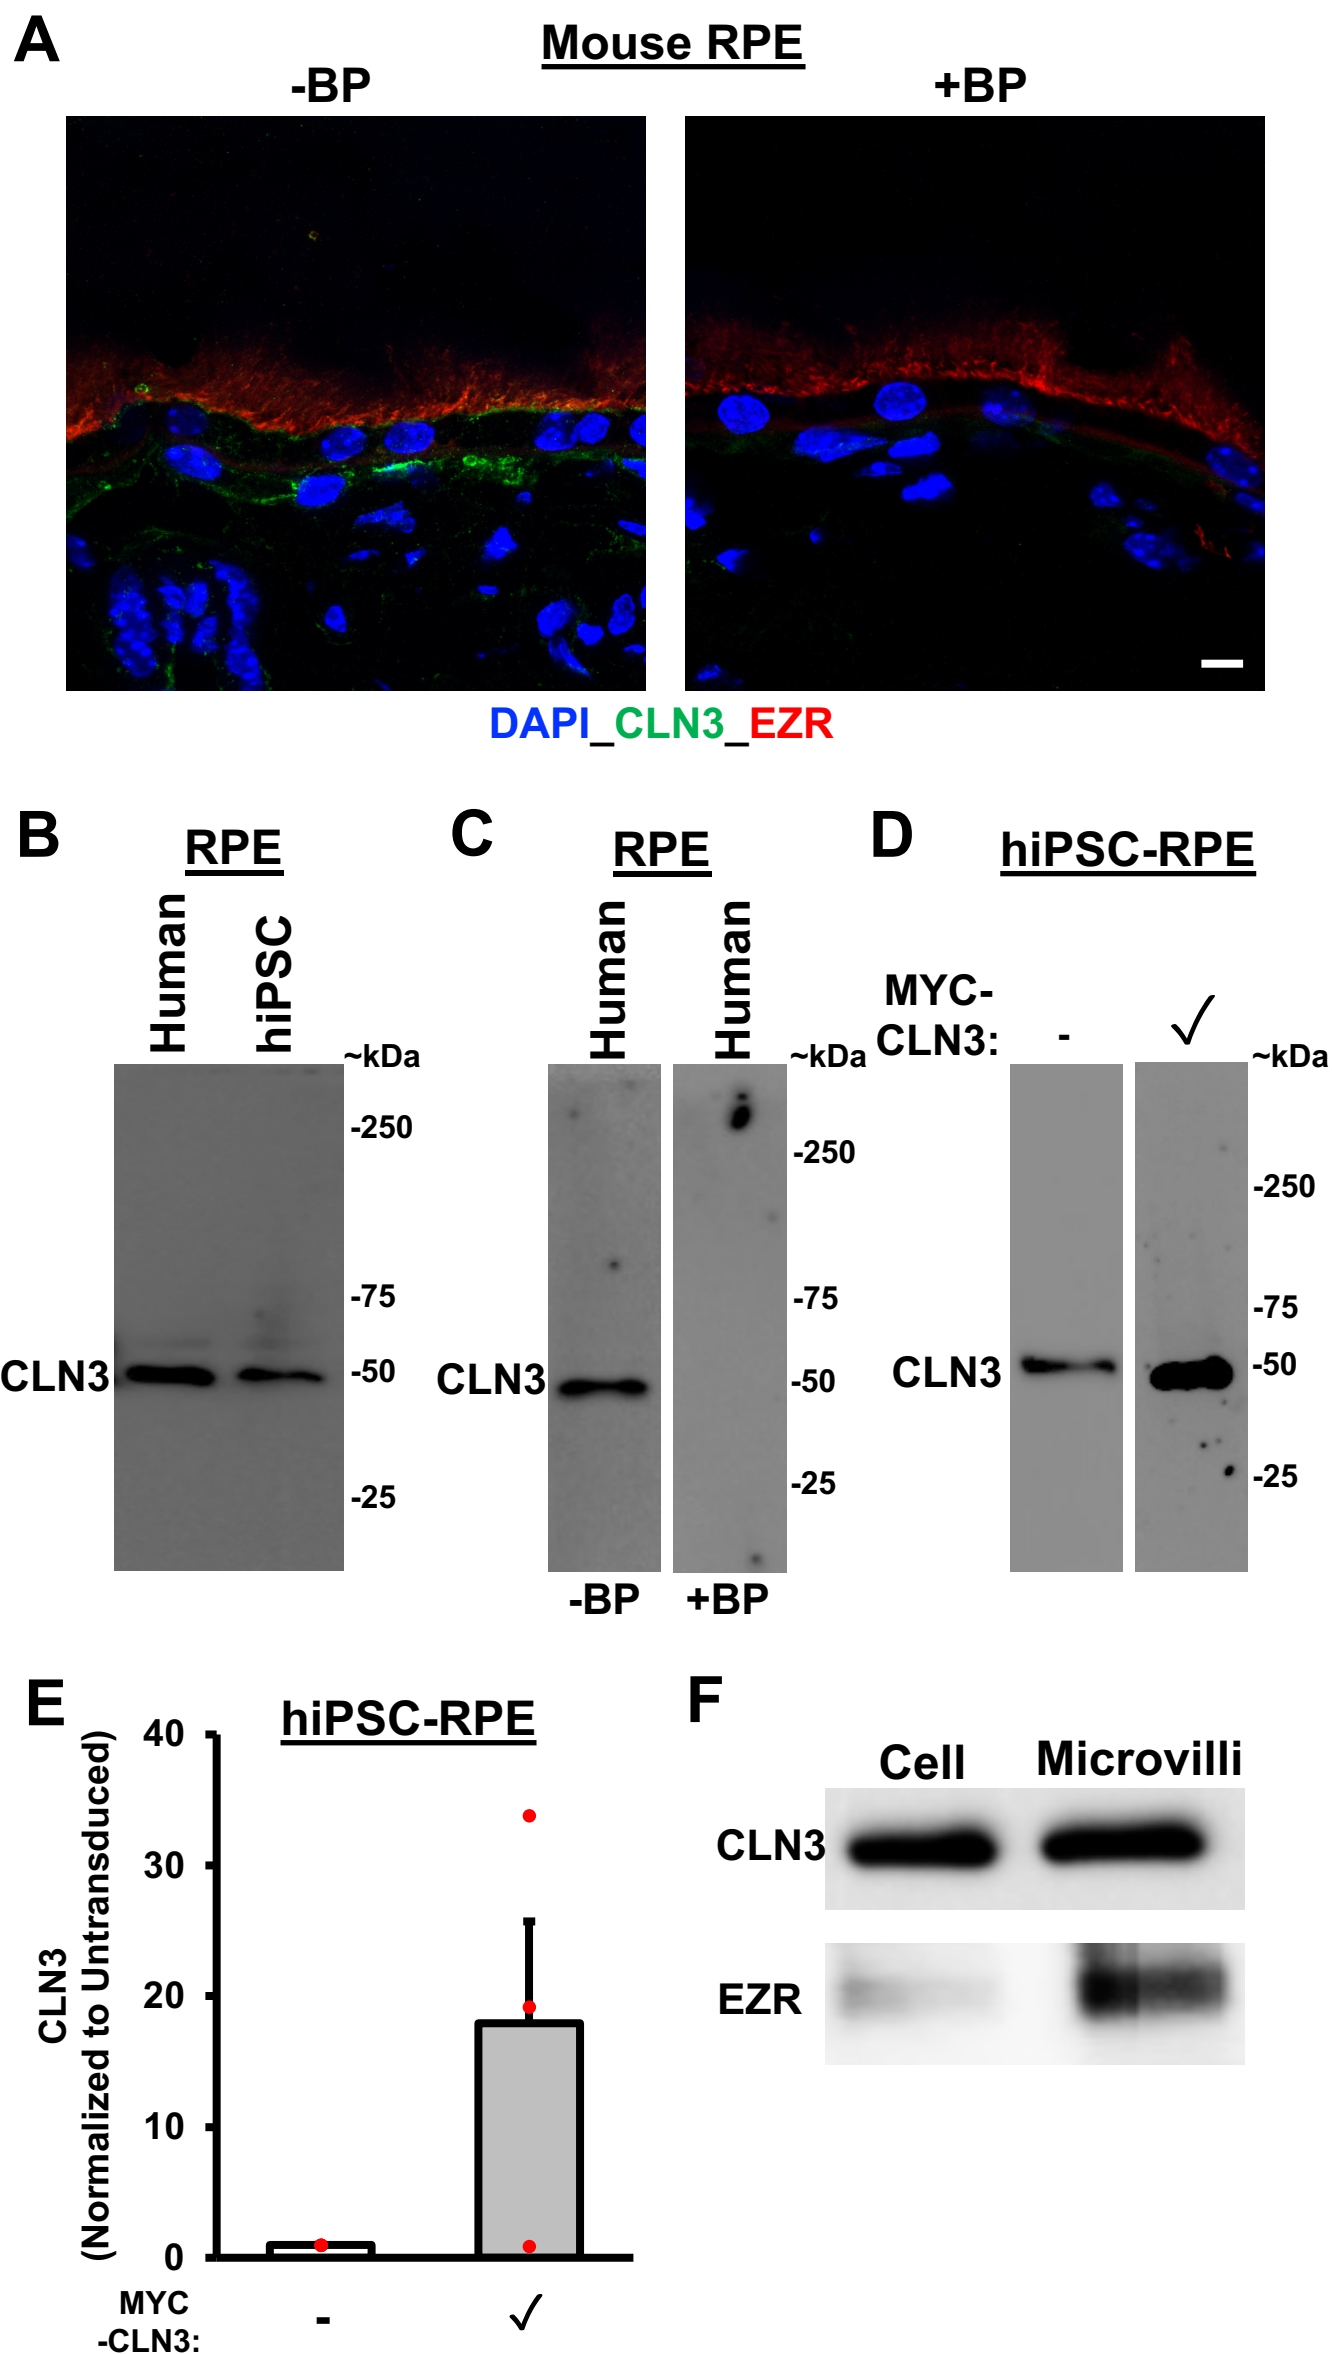 A
Mouse RPE
-BP
+BP
DAPI_CLN3_EZR
B
RPE
Human
hiPSC
~kDa
-250
-75
-50
-25
CLN3
C
RPE
Human
Human
~kDa
-250
-75
-50
-25
CLN3
-BP
+BP
D
hiPSC-RPE
MYC-
CLN3:
-
✓
~kDa
-250
-75
-50
-25
CLN3
E
hiPSC-RPE
CLN3
(Normalized to Untransduced)
40
30
20
10
0
MYC
-CLN3:
-
✓
F
Cell
Microvilli
CLN3
EZR